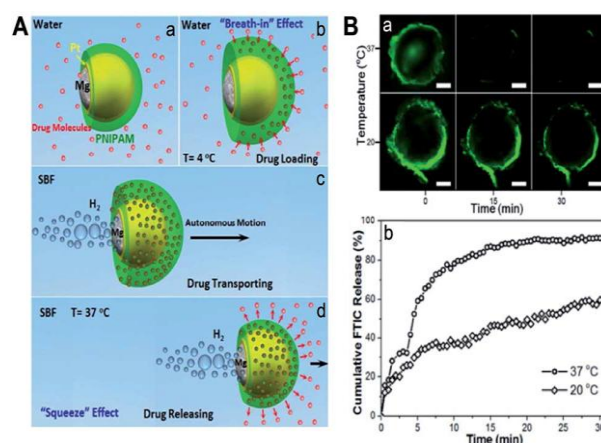 A
Water
a
Pt
Mg
Drug Molecules
PNIPAM
Water
"Breath-in" Effect
b
T= 4 °C
Drug Loading
SBF
c
H2
Mg
Autonomous Motion
Drug Transporting
SBF T= 37 °C
d
H2
Mg
"Squeeze" Effect
Drug Releasing
B
a
Temperature (°C)
37
20
0 15 30
Time (min)
b
Cumulative FTIC Release (%)
100
90
80
60
40
20
0
37 °C
20 °C
0 5 10 15 20 25 30
Time (min)